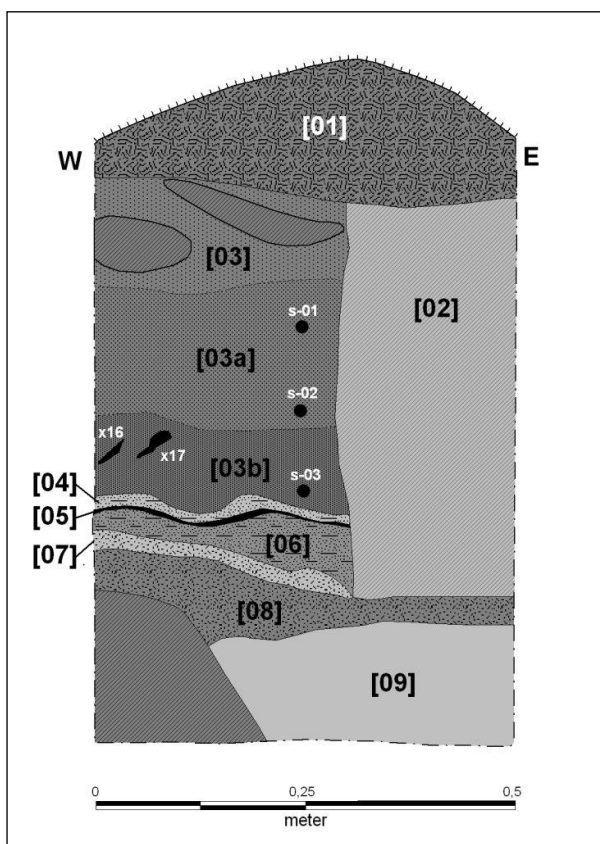 [01]
W
E
[03]
[02]
s-01
[03a]
s-02
x16
x17
[03b]
s-03
[04]
[05]
[06]
[07]
[08]
[09]
0 0,25 0,5
meter